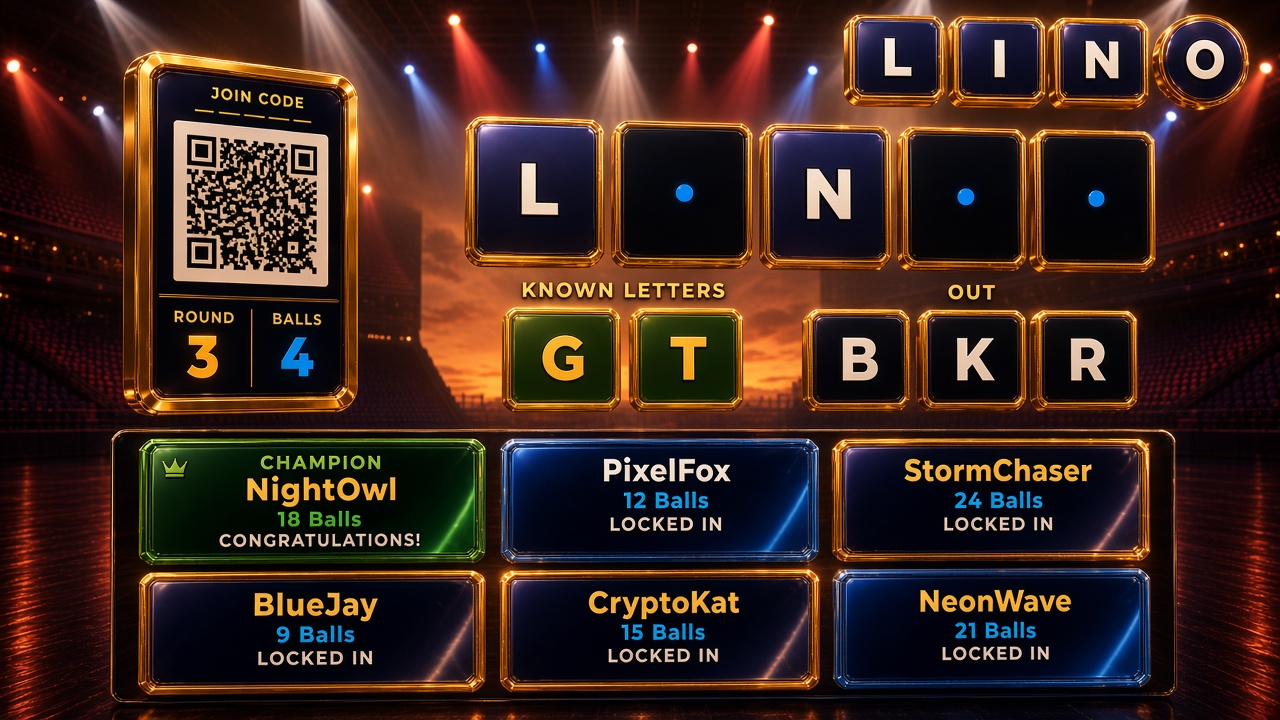 JOIN CODE
_ _ _ _ _
ROUND
3
BALLS
4
LINO
L • N • •
KNOWN LETTERS
G T
OUT
B K R
CHAMPION
NightOwl
18 Balls
CONGRATULATIONS!
PixelFox
12 Balls
LOCKED IN
StormChaser
24 Balls
LOCKED IN
BlueJay
9 Balls
LOCKED IN
CryptoKat
15 Balls
LOCKED IN
NeonWave
21 Balls
LOCKED IN